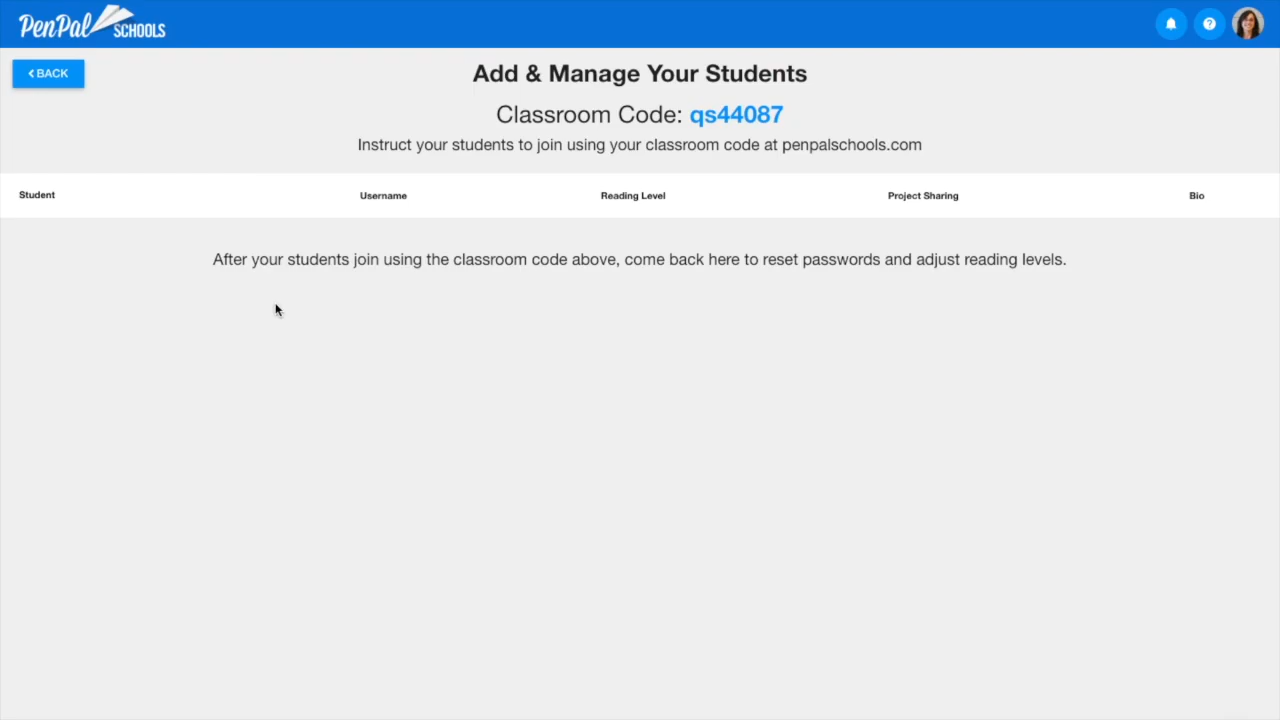 PenPal SCHOOLS
BACK
Add & Manage Your Students
Classroom Code: qs44087
Instruct your students to join using your classroom code at penpalschools.com
Student Username Reading Level Project Sharing Bio
After your students join using the classroom code above, come back here to reset passwords and adjust reading levels.